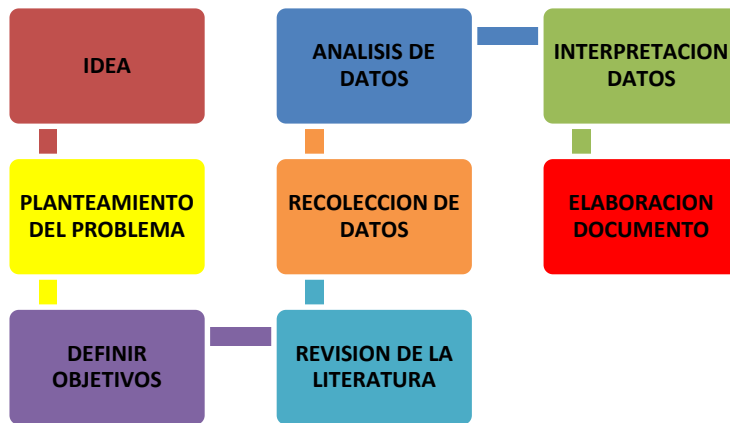 IDEA
PLANTEAMIENTO
DEL PROBLEMA
DEFINIR
OBJETIVOS
REVISION DE LA
LITERATURA
RECOLECCION DE
DATOS
ANALISIS DE
DATOS
INTERPRETACION
DATOS
ELABORACION
DOCUMENTO